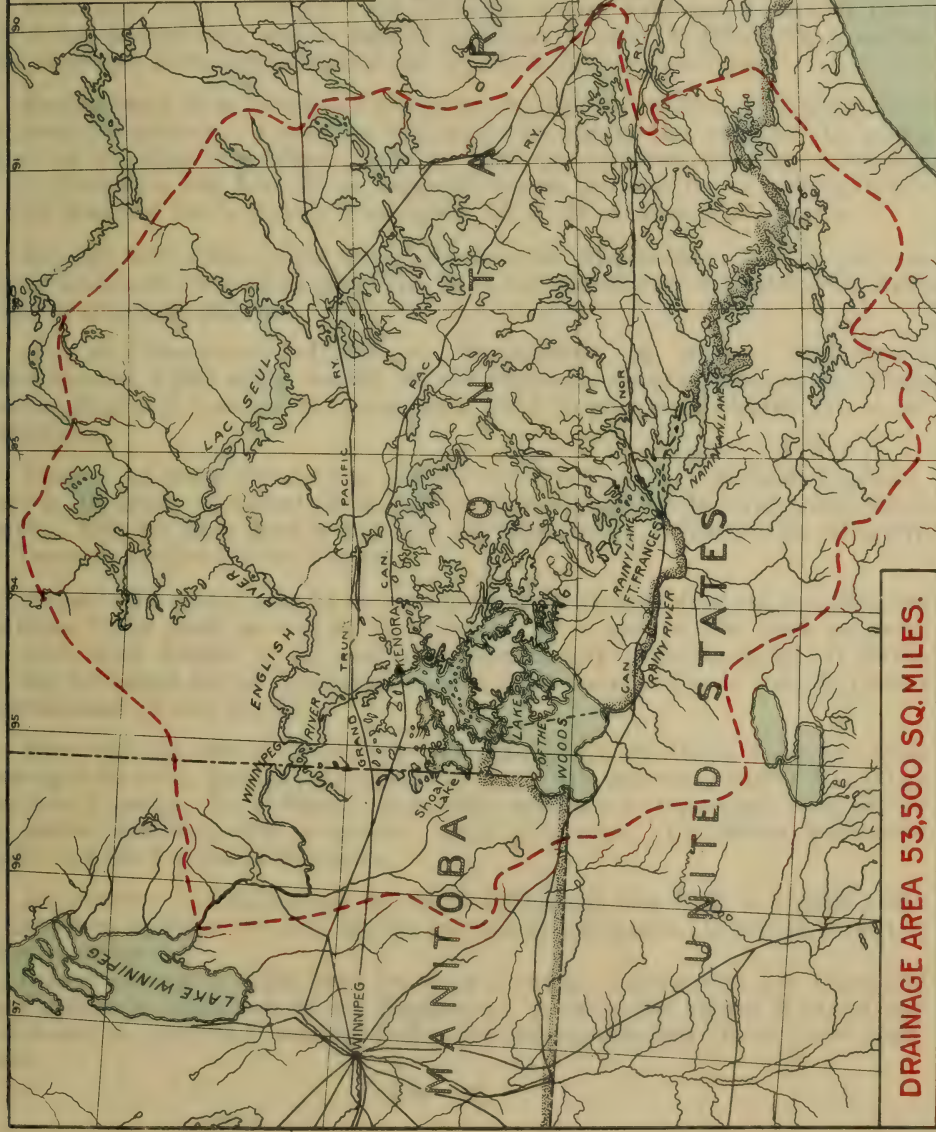 97
96
95
94
93
91
90
LAKE WINNIPEG
WINNIPEG
WINNIPEG
RIVER
ENGLISH
RIVER
LAC
SEUL
GRAND
TRUNK
PACIFIC
RY
KENORA
CAN.
PAC
RY
Shoal
Lake
LAKE
OF THE
WOODS
MANITOBA
ONTARIO
RAINY LAKE
FT. FRANCES
CAN
NOR
RY
RAINY RIVER
NAMAKAN LAKE
UNITED STATES
DRAINAGE AREA 53,500 SQ. MILES.